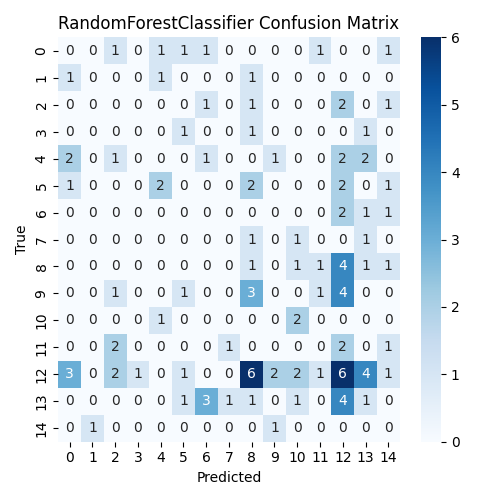 RandomForestClassifier Confusion Matrix
0 0 0 1 0 1 1 1 0 0 0 0 1 0 0 1
1 1 0 0 0 1 0 0 0 1 0 0 0 0 0 0
2 0 0 0 0 0 0 1 0 1 0 0 0 2 0 1
3 0 0 0 0 0 1 0 0 1 0 0 0 0 1 0
4 2 0 1 0 0 0 1 0 0 1 0 0 2 2 0
5 1 0 0 0 2 0 0 0 2 0 0 0 2 0 1
6 0 0 0 0 0 0 0 0 0 0 0 0 2 1 1
7 0 0 0 0 0 0 0 0 1 0 1 0 0 1 0
8 0 0 0 0 0 0 0 0 1 0 1 1 4 1 1
9 0 0 1 0 0 1 0 0 3 0 0 1 4 0 0
10 0 0 0 0 1 0 0 0 0 0 2 0 0 0 0
11 0 0 2 0 0 0 0 1 0 0 0 0 2 0 1
12 3 0 2 1 0 1 0 0 6 2 2 1 6 4 1
13 0 0 0 0 0 1 3 1 1 0 1 0 4 1 0
14 0 1 0 0 0 0 0 0 0 1 0 0 0 0 0
0 1 2 3 4 5 6 7 8 9 10 11 12 13 14
True
Predicted
6
5
4
3
2
1
0